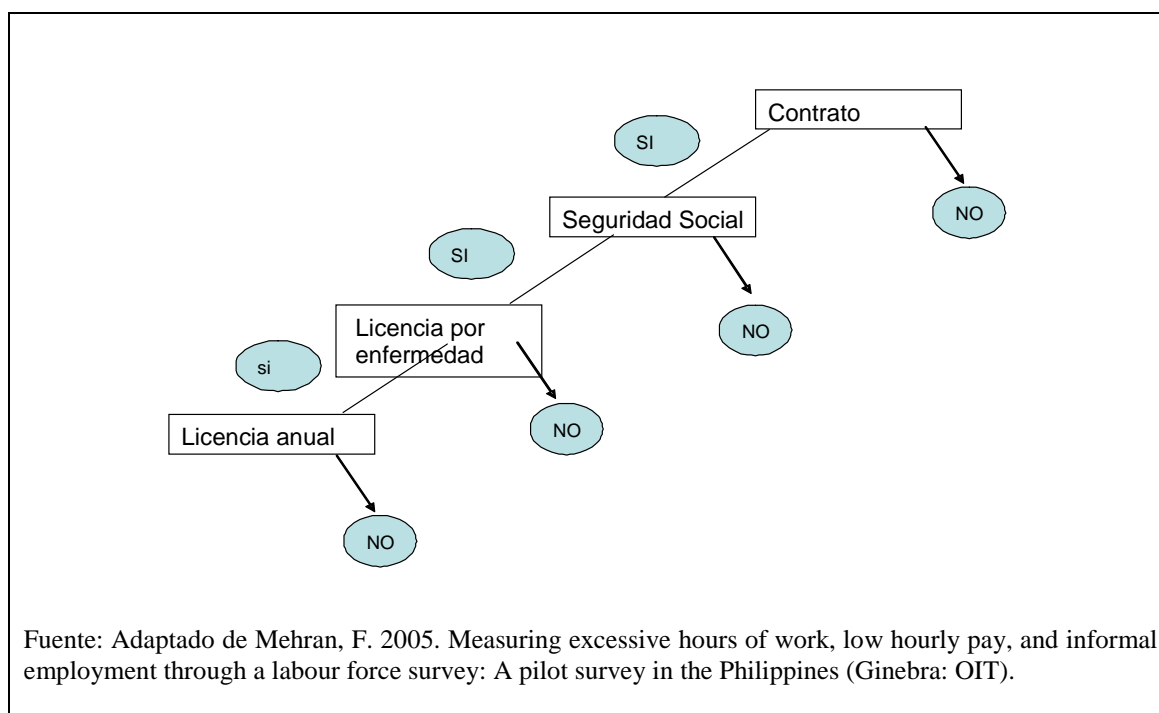 Contrato
SI
NO
Seguridad Social
SI
NO
Licencia por
enfermedad
si
NO
Licencia anual
NO
Fuente: Adaptado de Mehran, F. 2005. Measuring excessive hours of work, low hourly pay, and informal
employment through a labour force survey: A pilot survey in the Philippines (Ginebra: OIT).